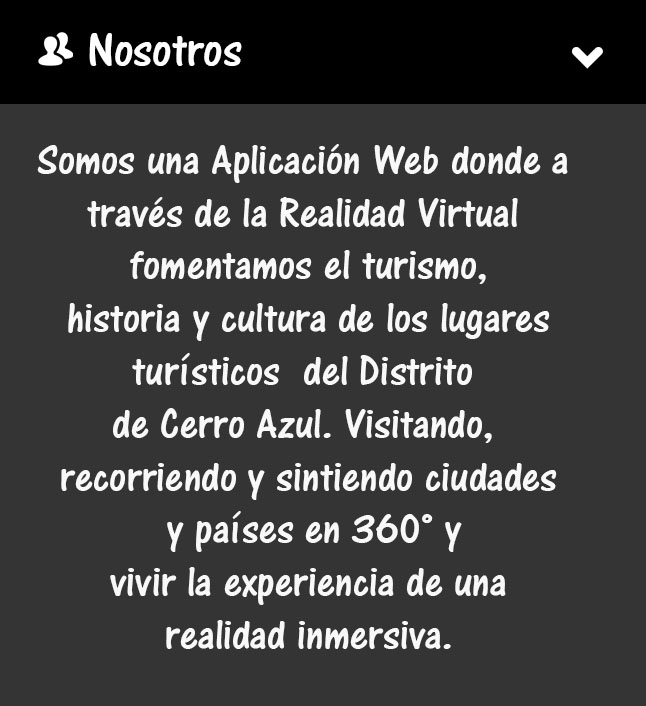 Nosotros
Somos una Aplicación Web donde a
través de la Realidad Virtual
fomentamos el turismo,
historia y cultura de los lugares
turísticos del Distrito
de Cerro Azul. Visitando,
recorriendo y sintiendo ciudades
y países en 360° y
vivir la experiencia de una
realidad inmersiva.